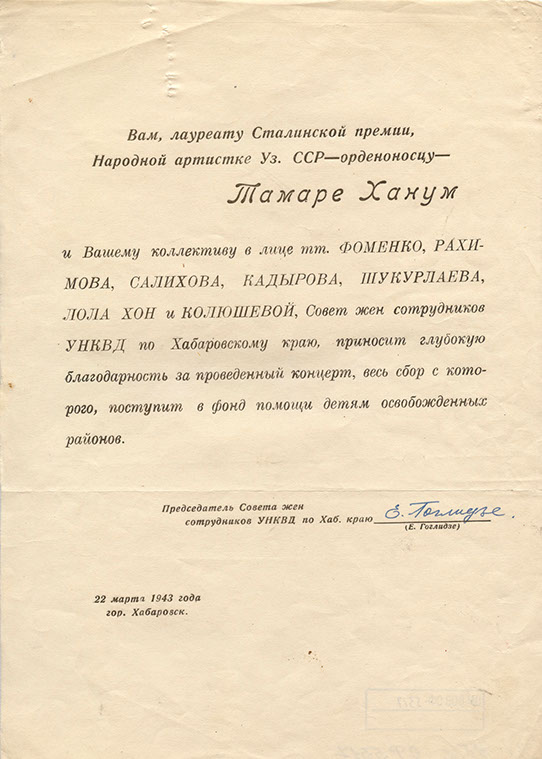 Вам, лауреату Сталинской премии,
Народной артистке Уз. ССР—орденоносцу—
Тамаре Ханум
и Вашему коллективу в лице тт. ФОМЕНКО, РАХИ-
МОВА, САЛИХОВА, КАДЫРОВА, ШУКУРЛАЕВА,
ЛОЛА ХОН и КОЛЮШЕВОЙ, Совет жен сотрудников
УНКВД по Хабаровскому краю, приносит глубокую
благодарность за проведенный концерт, весь сбор с кото-
рого, поступит в фонд помощи детям освобожденных
районов.
Председатель Совета жен
сотрудников УНКВД по Хаб. краю Е. Гоглидзе.
(Е. Гоглидзе)
22 марта 1943 года
гор. Хабаровск.